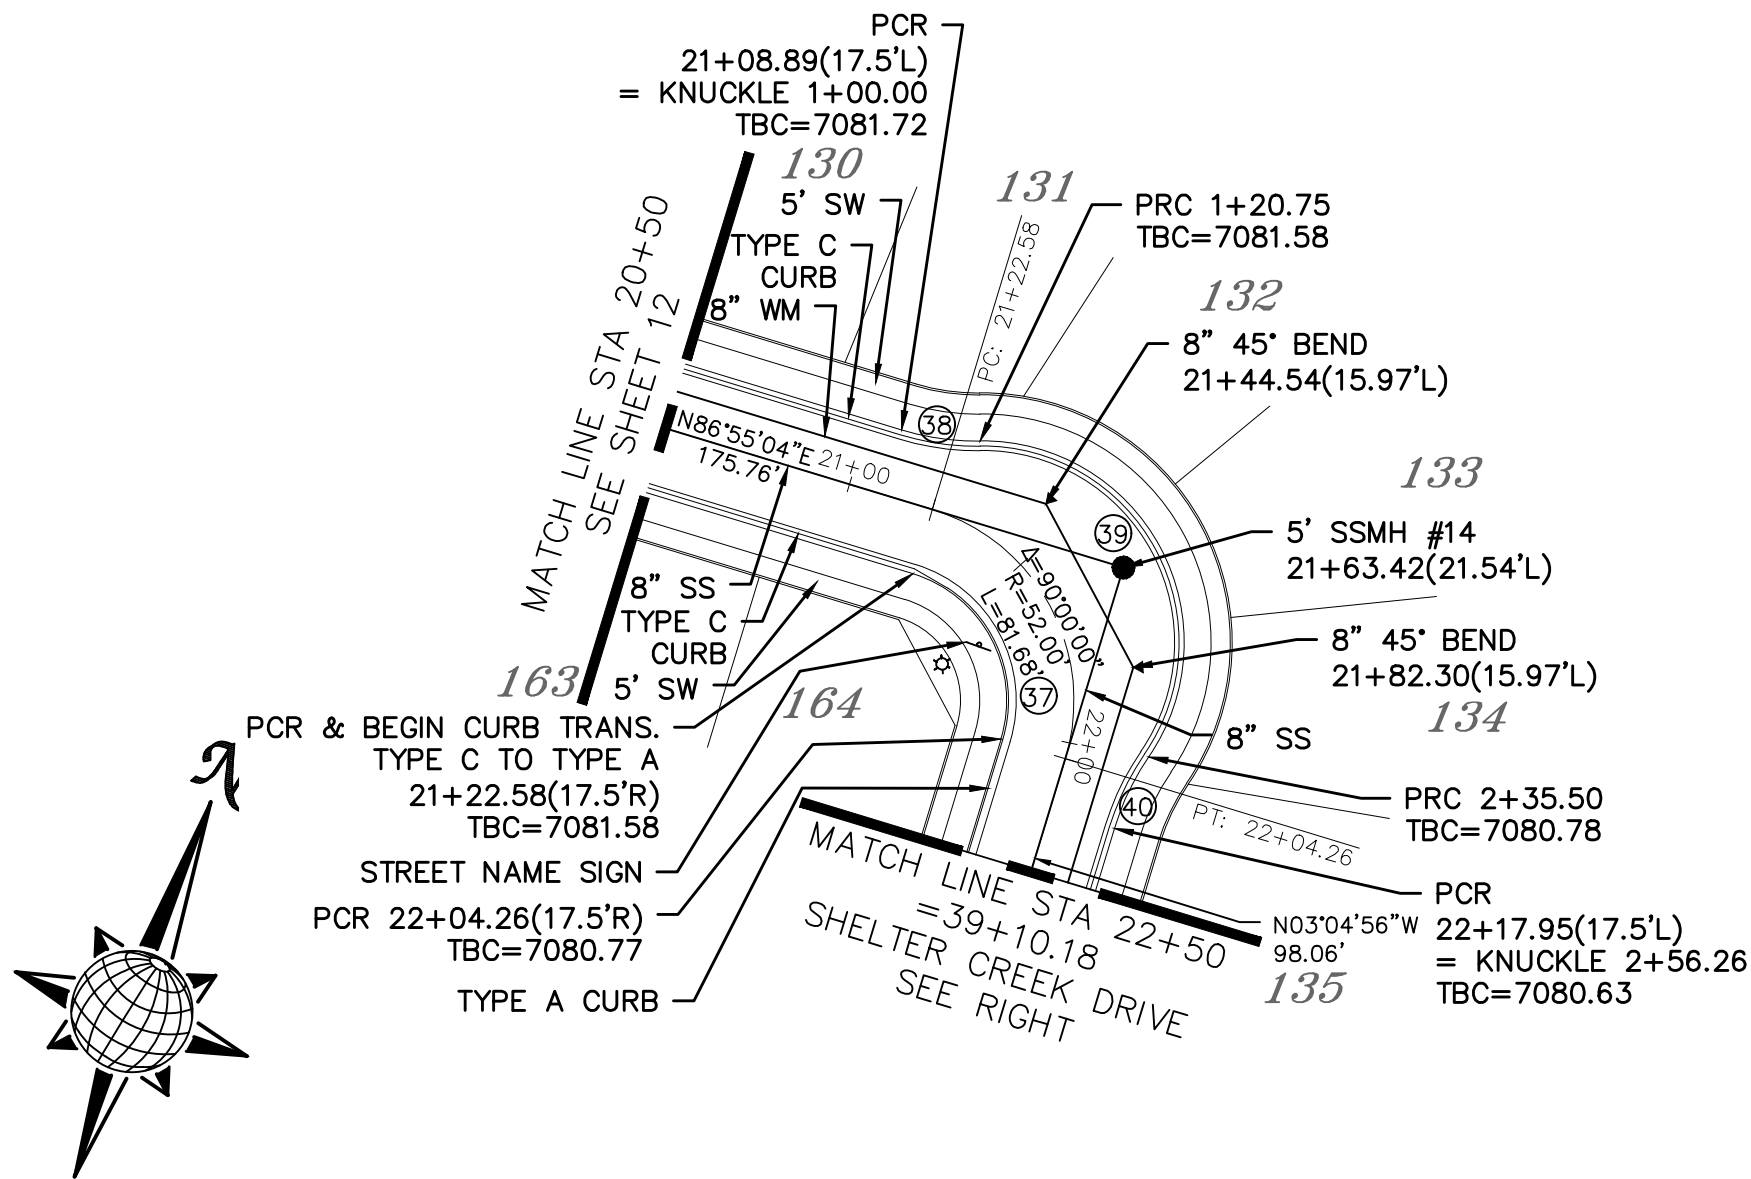 PCR
21+08.89(17.5'L)
= KNUCKLE 1+00.00
TBC=7081.72
130
131
5' SW
TYPE C
CURB
8" WM
PRC 1+20.75
TBC=7081.58
PC: 21+22.58
132
8" 45° BEND
21+44.54(15.97'L)
MATCH LINE STA 20+50
SEE SHEET 12
38
N86°55'04"E
175.76'
21+00
133
39
5' SSMH #14
21+63.42(21.54'L)
Δ=90°00'00"
R=52.00'
L=81.68'
37
8" SS
TYPE C
CURB
5' SW
163
164
8" 45° BEND
21+82.30(15.97'L)
134
22+00
8" SS
PCR & BEGIN CURB TRANS.
TYPE C TO TYPE A
21+22.58(17.5'R)
TBC=7081.58
STREET NAME SIGN
PCR 22+04.26(17.5'R)
TBC=7080.77
TYPE A CURB
40
PT: 22+04.26
PRC 2+35.50
TBC=7080.78
MATCH LINE STA 22+50
=39+10.18
SHELTER CREEK DRIVE
SEE RIGHT
N03°04'56"W
98.06'
135
PCR
22+17.95(17.5'L)
= KNUCKLE 2+56.26
TBC=7080.63
N